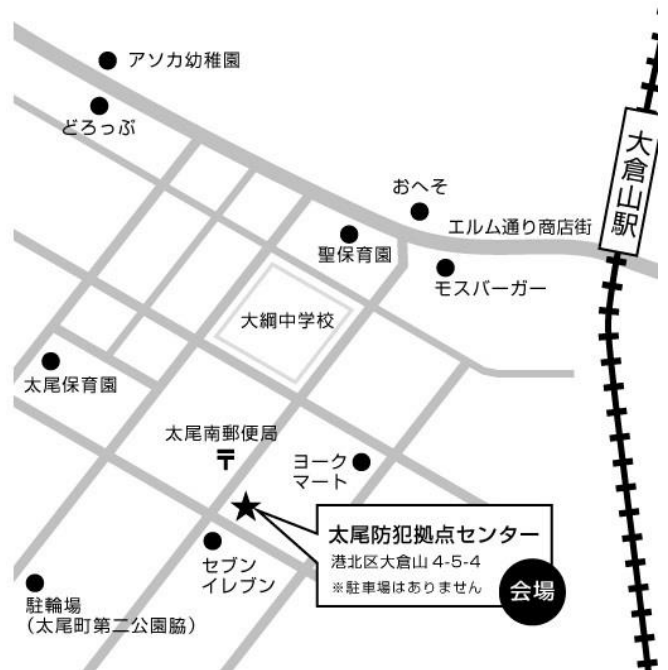 アソカ幼稚園
どろっぷ
おへそ
エルム通り商店街
大倉山駅
聖保育園
モスバーガー
大綱中学校
太尾保育園
太尾南郵便局
〒
ヨーク
マート
太尾防犯拠点センター
港北区大倉山 4-5-4
※駐車場はありません
会場
セブン
イレブン
駐輪場
（太尾町第二公園脇）